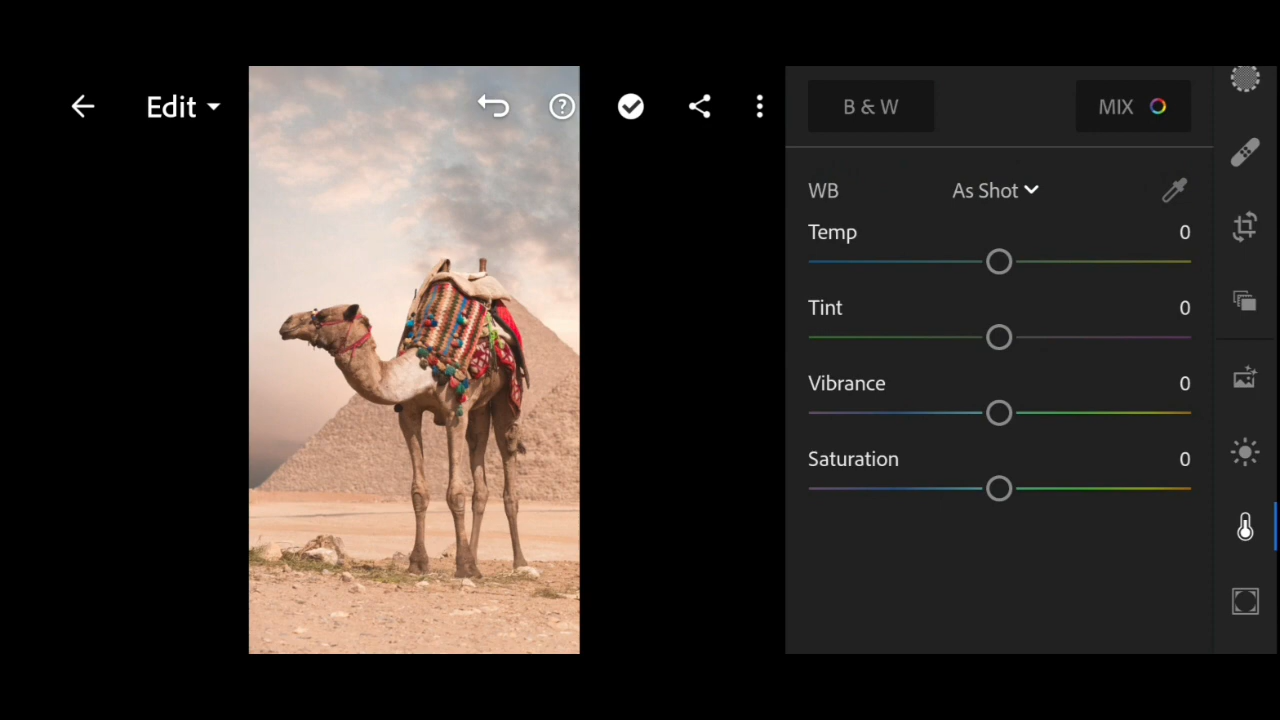 Edit
B & W
MIX
WB
As Shot
Temp
0
Tint
0
Vibrance
0
Saturation
0